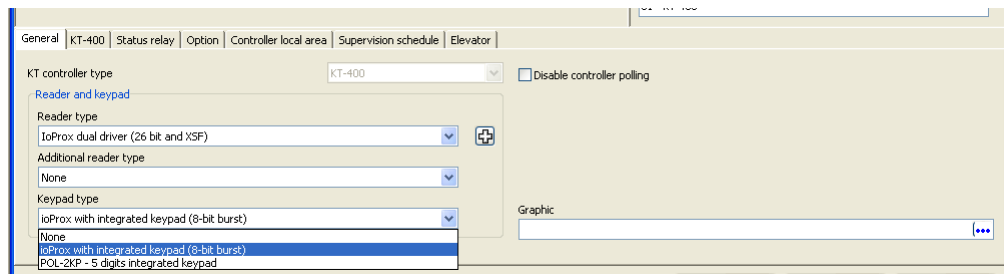 General KT-400 Status relay Option Controller local area Supervision schedule Elevator
KT controller type
KT-400
Disable controller polling
Reader and keypad
Reader type
IoProx dual driver (26 bit and XSF)
Additional reader type
None
Keypad type
ioProx with integrated keypad (8-bit burst)
None
ioProx with integrated keypad (8-bit burst)
POL-2KP - 5 digits integrated keypad
Graphic